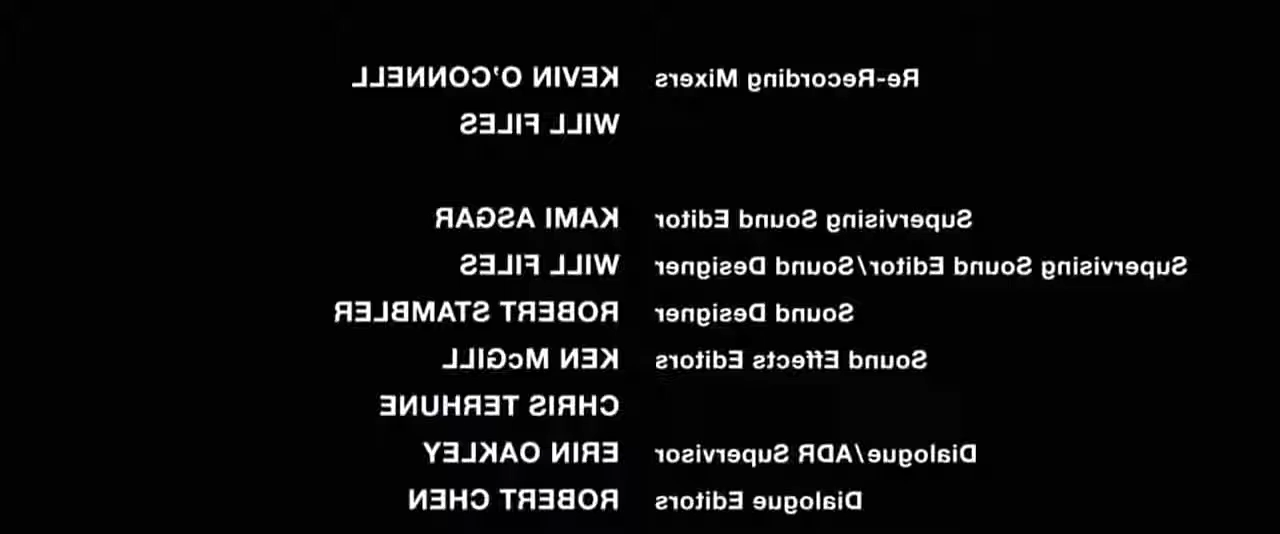 Re-Recording Mixers KEVIN O'CONNELL
WILL FILES
Supervising Sound Editor KAMI ASGAR
Supervising Sound Editor/Sound Designer WILL FILES
Sound Designer ROBERT STAMBLER
Sound Effects Editors KEN McGILL
CHRIS TERHUNE
Dialogue/ADR Supervisor ERIN OAKLEY
Dialogue Editors ROBERT CHEN